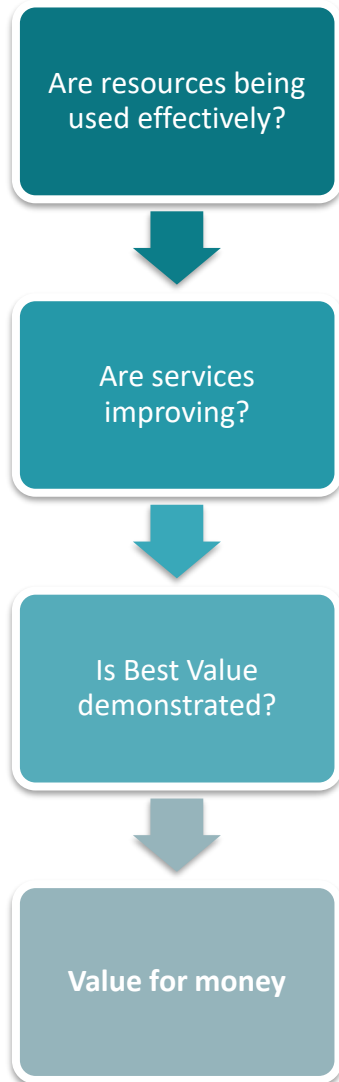 Are resources being
used effectively?
Are services
improving?
Is Best Value
demonstrated?
Value for money